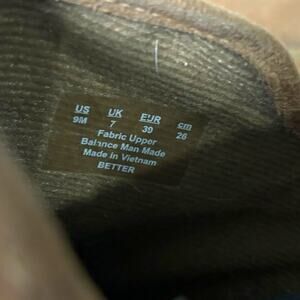 US UK EUR cm
9M 7 39 26
Fabric Upper
Balance Man Made
Made in Vietnam
BETTER